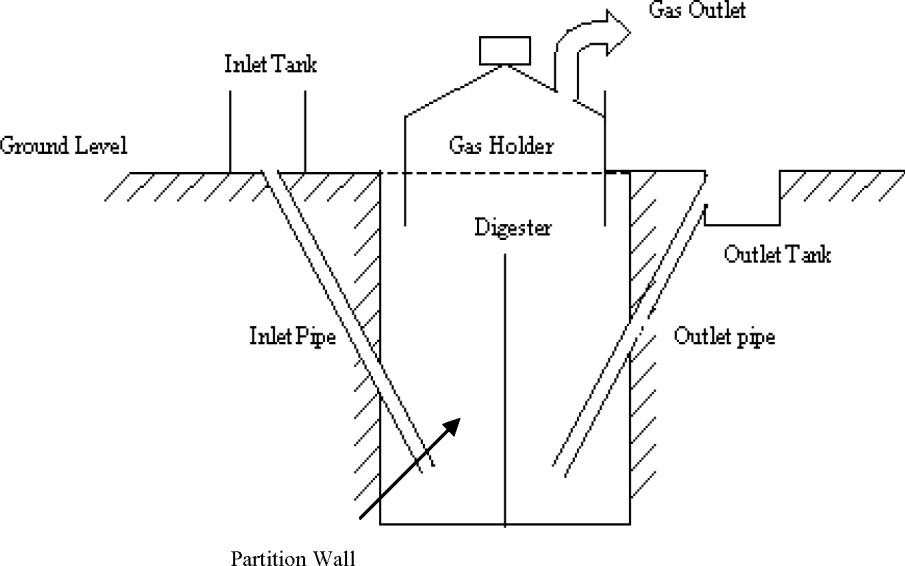 Gas Outlet
Inlet Tank
Ground Level
Gas Holder
Digester
Outlet Tank
Inlet Pipe
Outlet pipe
Partition Wall